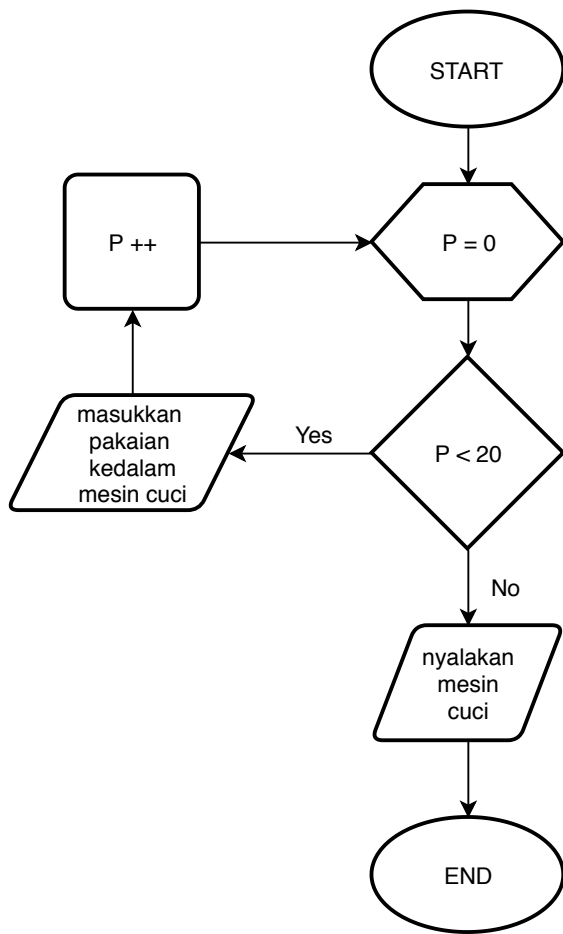 START
P = 0
P ++
P < 20
Yes
masukkan
pakaian
kedalam
mesin cuci
No
nyalakan
mesin
cuci
END